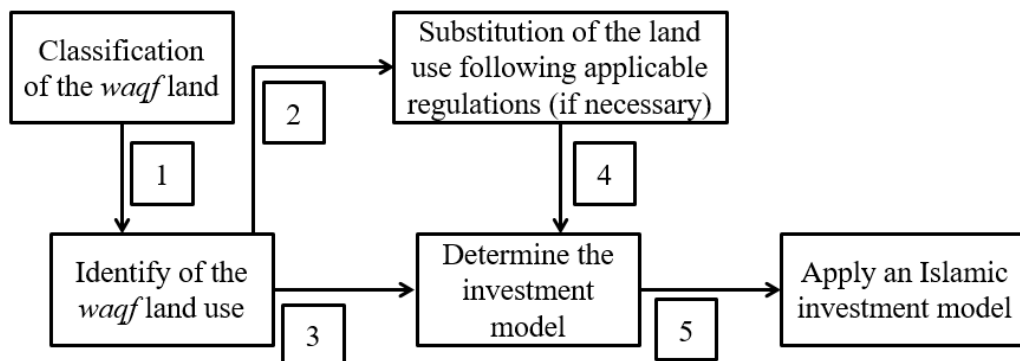 Classification
of the waqf land
Substitution of the land
use following applicable
regulations (if necessary)
1
2
4
Identify of the
waqf land use
3
Determine the
investment
model
5
Apply an Islamic
investment model